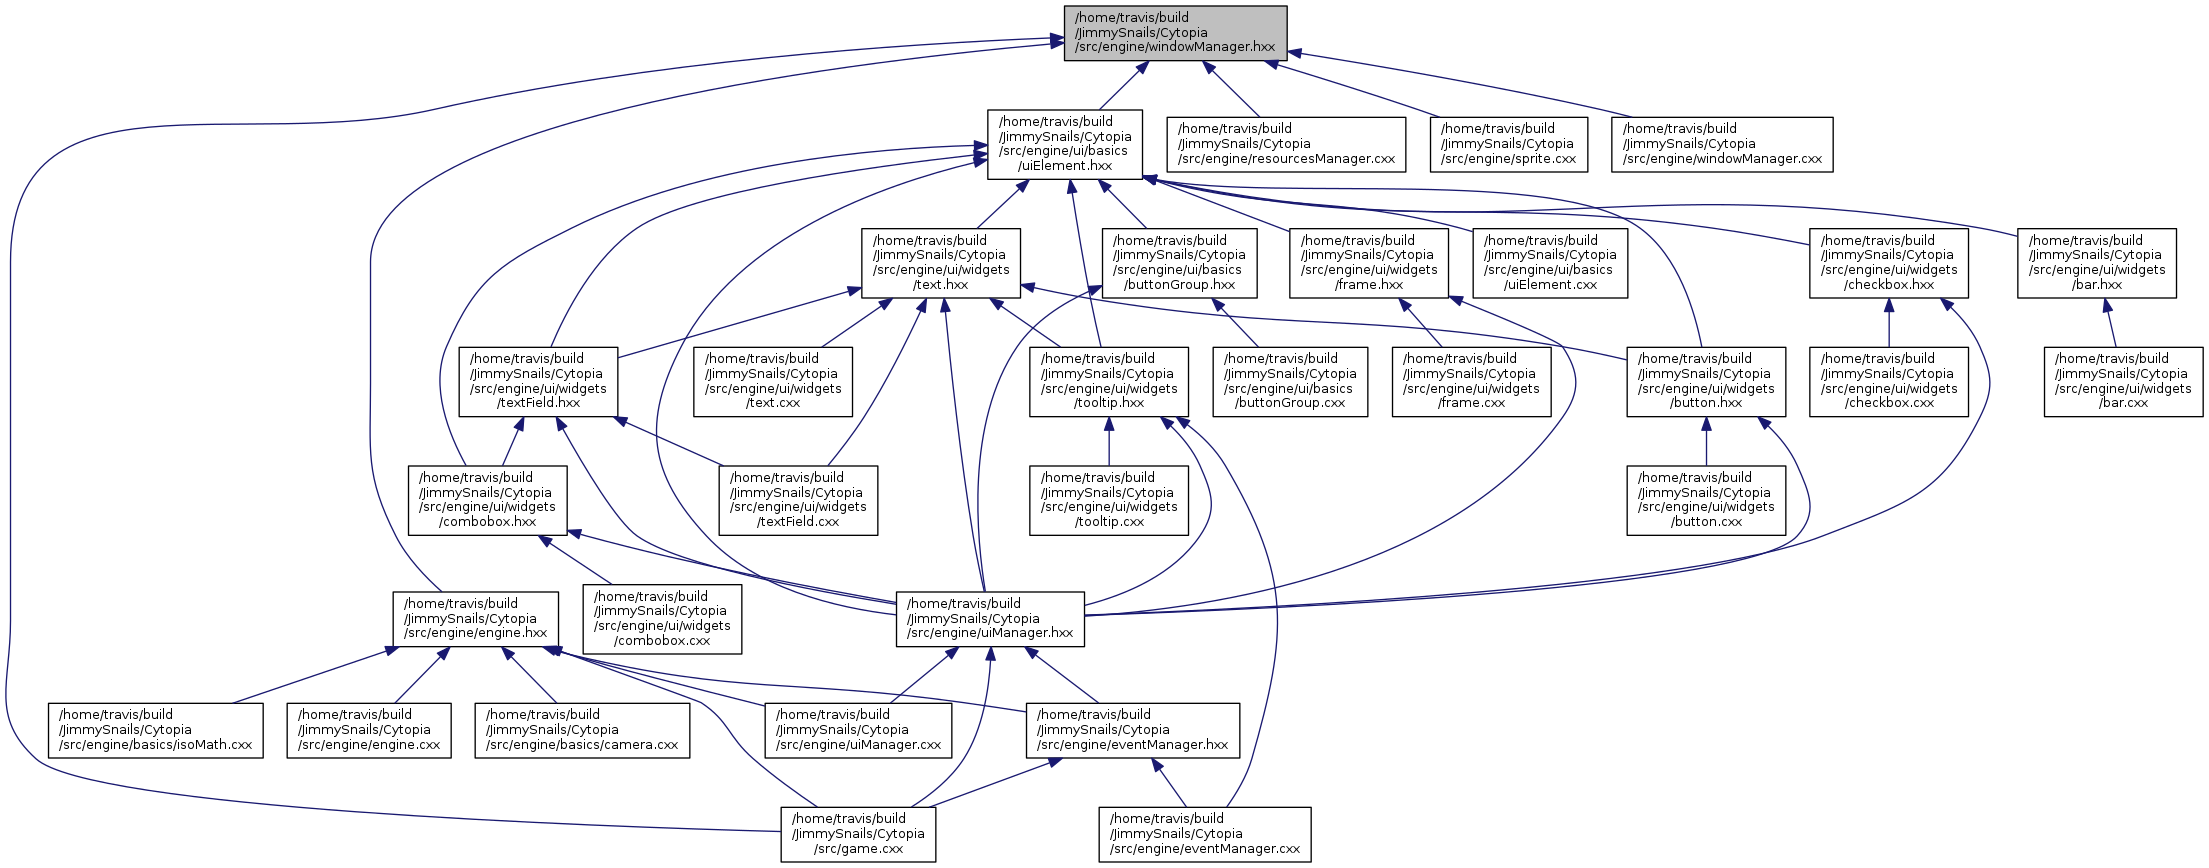 /home/travis/build
/JimmySnails/Cytopia
/src/engine/windowManager.hxx
/home/travis/build
/JimmySnails/Cytopia
/src/engine/ui/basics
/uiElement.hxx
/home/travis/build
/JimmySnails/Cytopia
/src/engine/resourcesManager.cxx
/home/travis/build
/JimmySnails/Cytopia
/src/engine/sprite.cxx
/home/travis/build
/JimmySnails/Cytopia
/src/engine/windowManager.cxx
/home/travis/build
/JimmySnails/Cytopia
/src/engine/ui/widgets
/text.hxx
/home/travis/build
/JimmySnails/Cytopia
/src/engine/ui/basics
/buttonGroup.hxx
/home/travis/build
/JimmySnails/Cytopia
/src/engine/ui/widgets
/frame.hxx
/home/travis/build
/JimmySnails/Cytopia
/src/engine/ui/basics
/uiElement.cxx
/home/travis/build
/JimmySnails/Cytopia
/src/engine/ui/widgets
/checkbox.hxx
/home/travis/build
/JimmySnails/Cytopia
/src/engine/ui/widgets
/bar.hxx
/home/travis/build
/JimmySnails/Cytopia
/src/engine/ui/widgets
/textField.hxx
/home/travis/build
/JimmySnails/Cytopia
/src/engine/ui/widgets
/text.cxx
/home/travis/build
/JimmySnails/Cytopia
/src/engine/ui/widgets
/tooltip.hxx
/home/travis/build
/JimmySnails/Cytopia
/src/engine/ui/basics
/buttonGroup.cxx
/home/travis/build
/JimmySnails/Cytopia
/src/engine/ui/widgets
/frame.cxx
/home/travis/build
/JimmySnails/Cytopia
/src/engine/ui/widgets
/button.hxx
/home/travis/build
/JimmySnails/Cytopia
/src/engine/ui/widgets
/checkbox.cxx
/home/travis/build
/JimmySnails/Cytopia
/src/engine/ui/widgets
/bar.cxx
/home/travis/build
/JimmySnails/Cytopia
/src/engine/ui/widgets
/combobox.hxx
/home/travis/build
/JimmySnails/Cytopia
/src/engine/ui/widgets
/textField.cxx
/home/travis/build
/JimmySnails/Cytopia
/src/engine/ui/widgets
/tooltip.cxx
/home/travis/build
/JimmySnails/Cytopia
/src/engine/ui/widgets
/button.cxx
/home/travis/build
/JimmySnails/Cytopia
/src/engine/engine.hxx
/home/travis/build
/JimmySnails/Cytopia
/src/engine/ui/widgets
/combobox.cxx
/home/travis/build
/JimmySnails/Cytopia
/src/engine/uiManager.hxx
/home/travis/build
/JimmySnails/Cytopia
/src/engine/basics/isoMath.cxx
/home/travis/build
/JimmySnails/Cytopia
/src/engine/engine.cxx
/home/travis/build
/JimmySnails/Cytopia
/src/engine/basics/camera.cxx
/home/travis/build
/JimmySnails/Cytopia
/src/engine/uiManager.cxx
/home/travis/build
/JimmySnails/Cytopia
/src/engine/eventManager.hxx
/home/travis/build
/JimmySnails/Cytopia
/src/game.cxx
/home/travis/build
/JimmySnails/Cytopia
/src/engine/eventManager.cxx